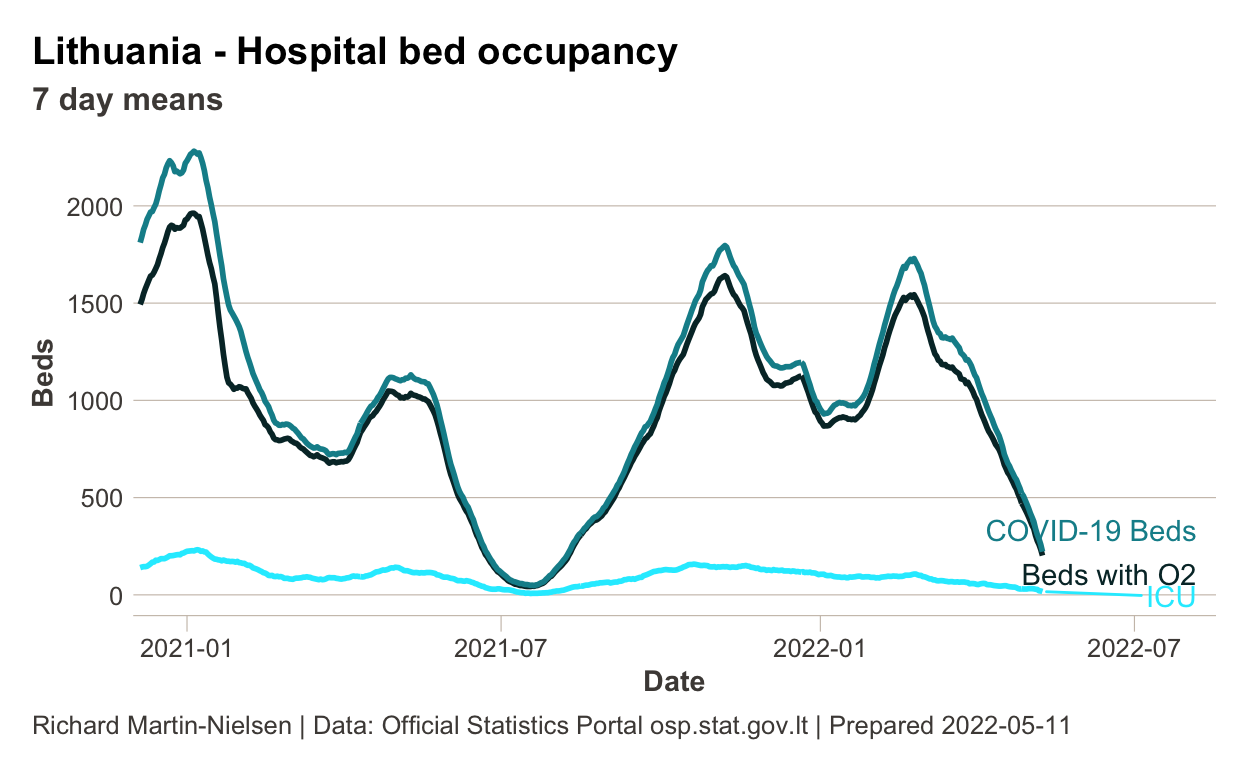 Lithuania - Hospital bed occupancy
7 day means
2000
1500
1000
500
0
Beds
COVID-19 Beds
Beds with O2
ICU
2021-01 2021-07 2022-01 2022-07
Date
Richard Martin-Nielsen | Data: Official Statistics Portal osp.stat.gov.lt | Prepared 2022-05-11